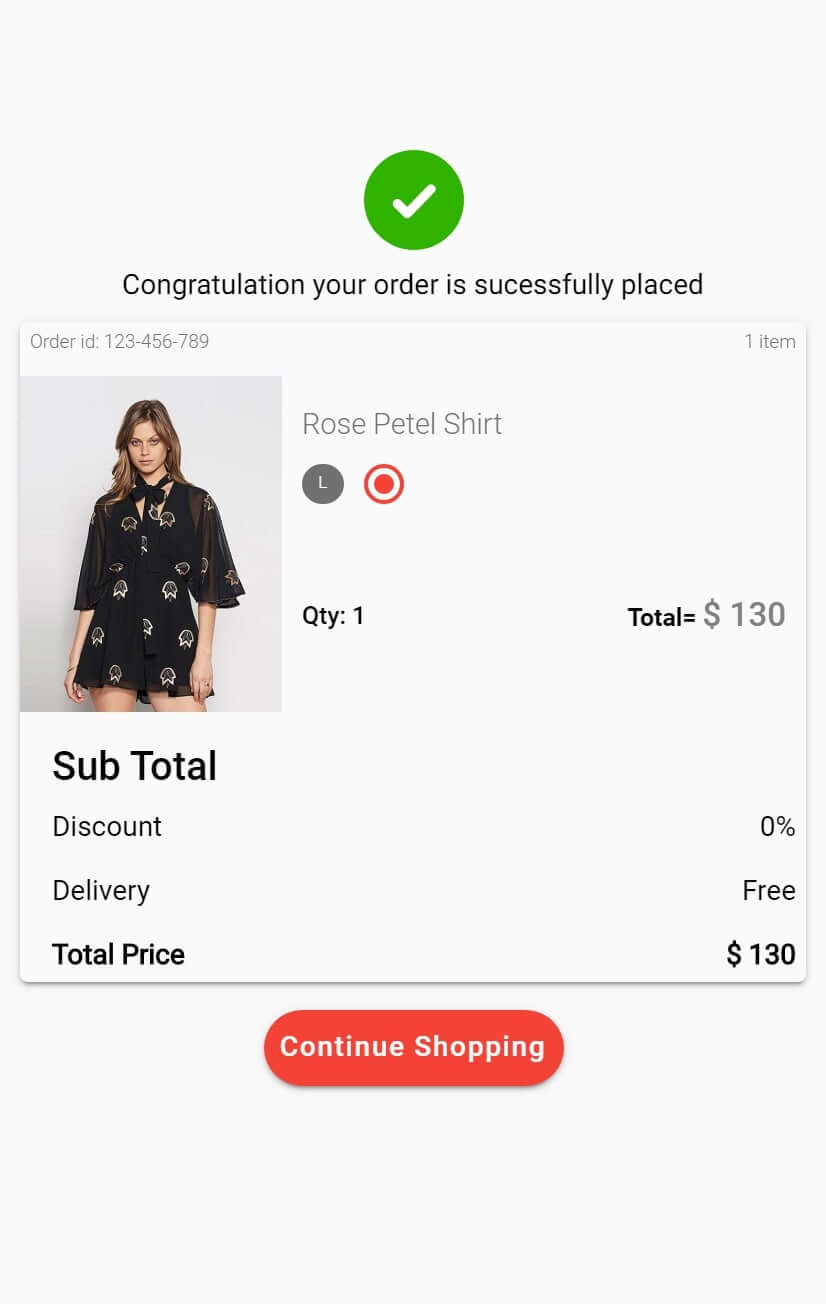 Congratulation your order is sucessfully placed
Order id: 123-456-789 1 item
Rose Petel Shirt
L
Qty: 1 Total= $ 130
Sub Total
Discount 0%
Delivery Free
Total Price $ 130
Continue Shopping